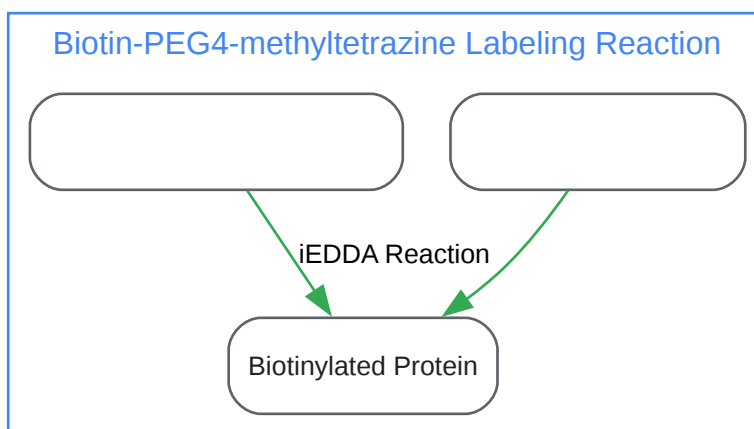 Biotin-PEG4-methyltetrazine Labeling Reaction
iEDDA Reaction
Biotinylated Protein